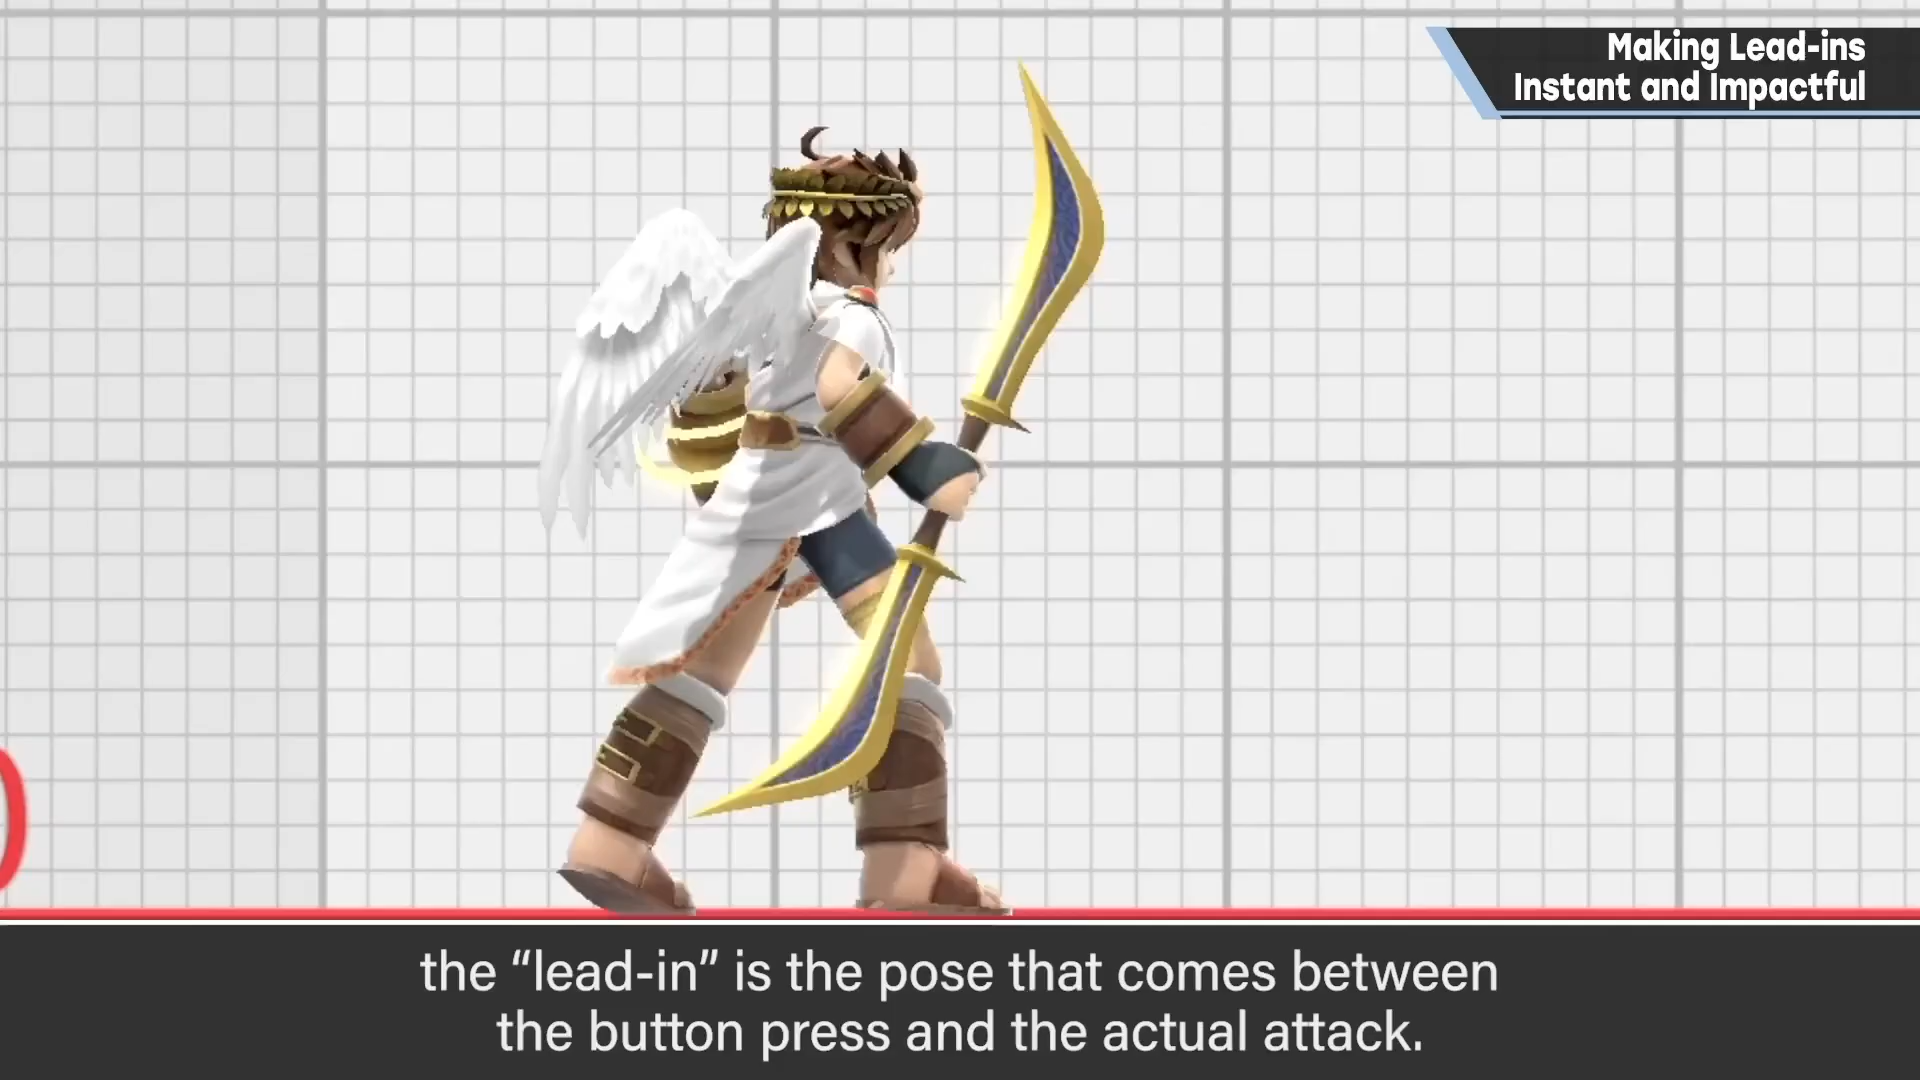 Making Lead-ins
Instant and Impactful
the “lead-in” is the pose that comes between
the button press and the actual attack.